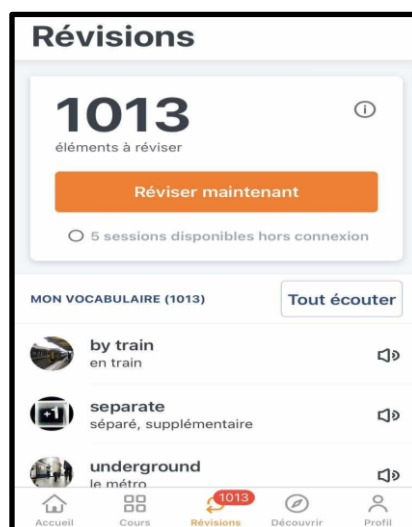 Révisions
1013
éléments à réviser
Réviser maintenant
5 sessions disponibles hors connexion
MON VOCABULAIRE (1013)
Tout écouter
by train
en train
+1
separate
séparé, supplémentaire
underground
le métro
1013
Accueil
Cours
Révisions
Découvrir
Profil